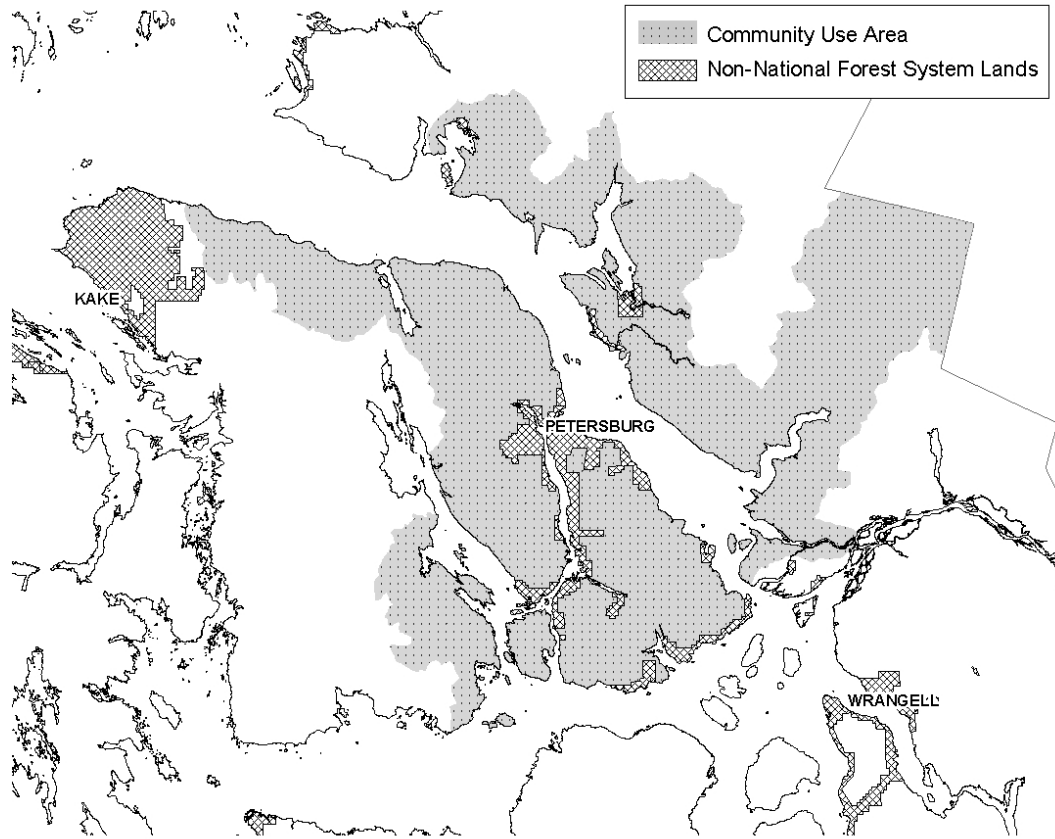 Community Use Area
Non-National Forest System Lands
KAKE
PETERSBURG
WRANGELL